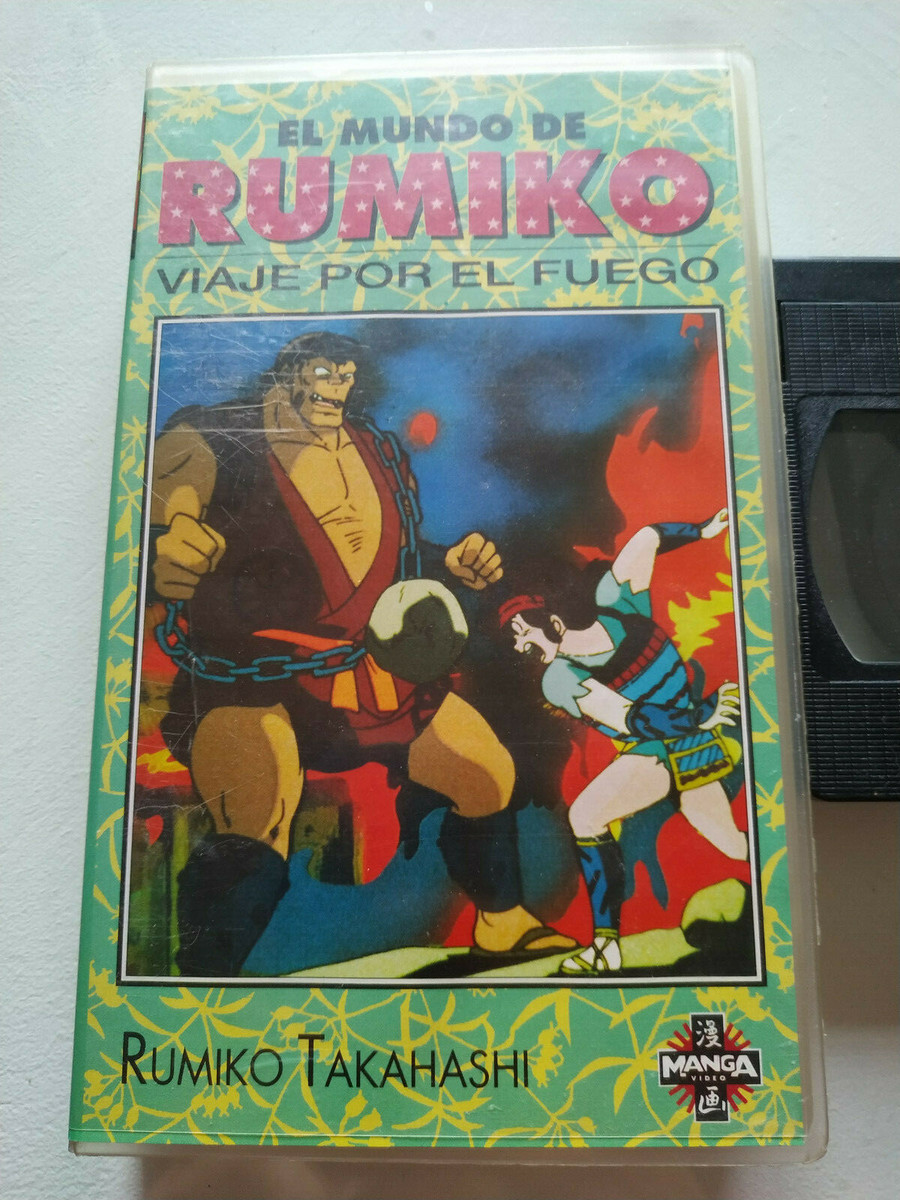 EL MUNDO DE
RUMIKO
VIAJE POR EL FUEGO
RUMIKO TAKAHASHI
漫
MANGA
VIDEO
画